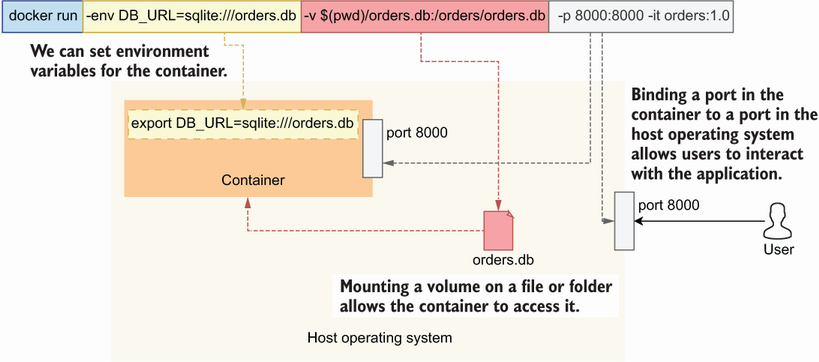 docker run -env DB_URL=sqlite:///orders.db -v $(pwd)/orders.db:/orders/orders.db -p 8000:8000 -it orders:1.0
We can set environment
variables for the container.
export DB_URL=sqlite:///orders.db
port 8000
Container
Binding a port in the
container to a port in the
host operating system
allows users to interact
with the application.
port 8000
User
orders.db
Mounting a volume on a file or folder
allows the container to access it.
Host operating system